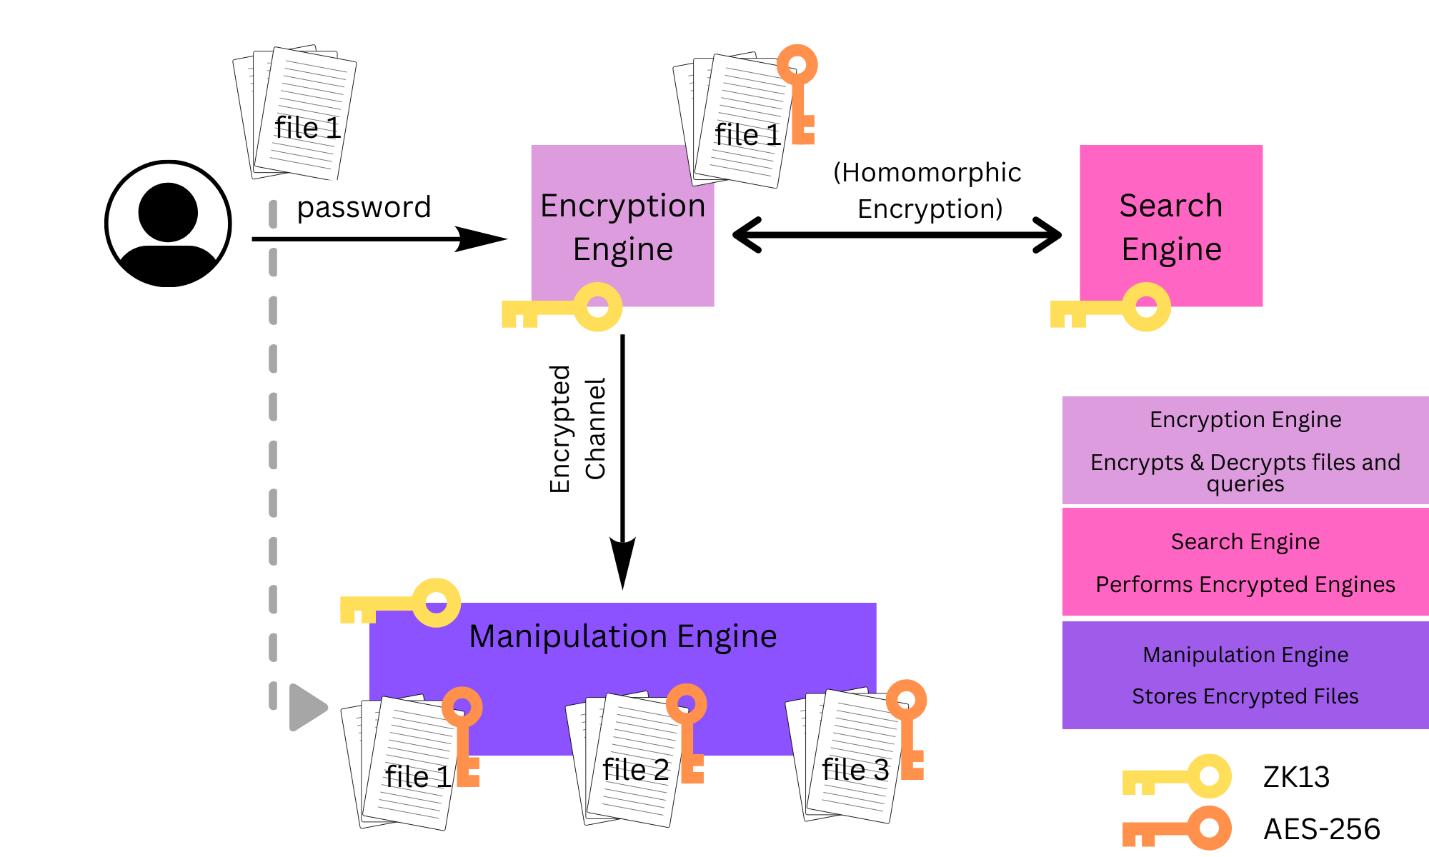 file 1
file 1
password
Encryption
Engine
(Homomorphic
Encryption)
Search
Engine
Encrypted
Channel
Encryption Engine
Encrypts & Decrypts files and
queries
Search Engine
Performs Encrypted Engines
Manipulation Engine
Stores Encrypted Files
Manipulation Engine
file 1
file 2
file 3
ZK13
AES-256